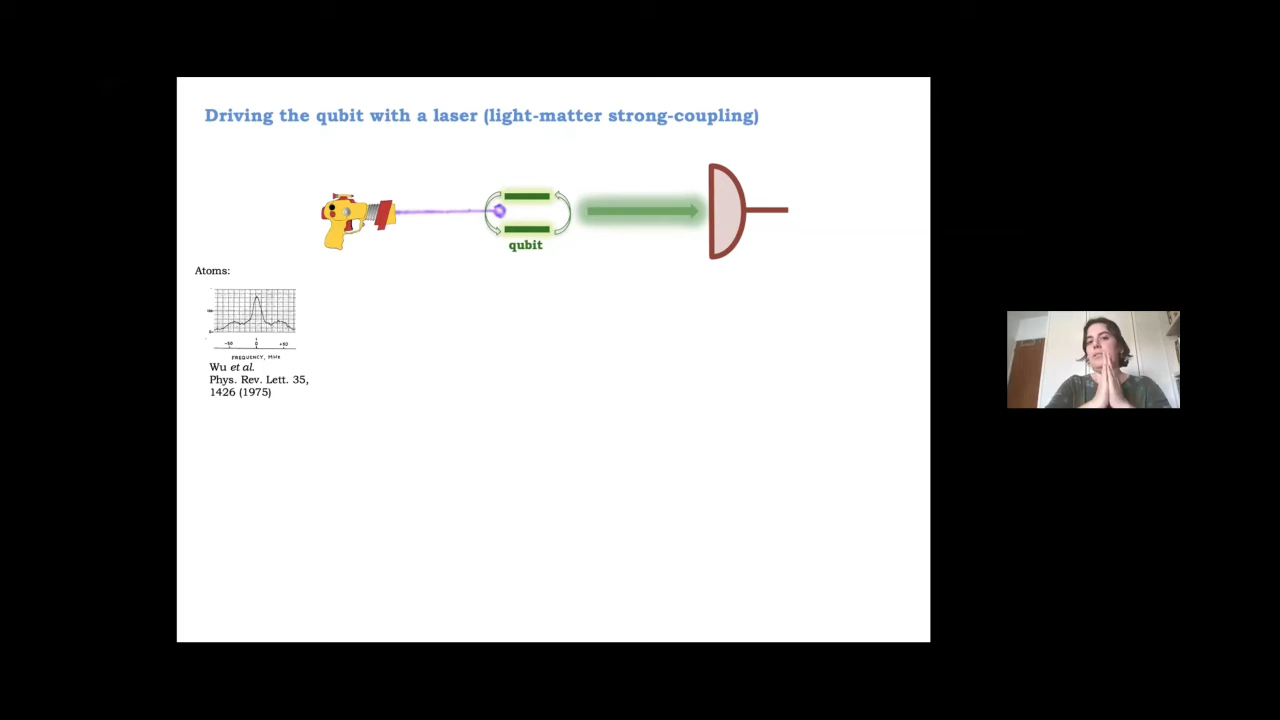 Driving the qubit with a laser (light-matter strong-coupling)
qubit
Atoms:
FREQUENCY, MHz
Wu et al.
Phys. Rev. Lett. 35,
1426 (1975)